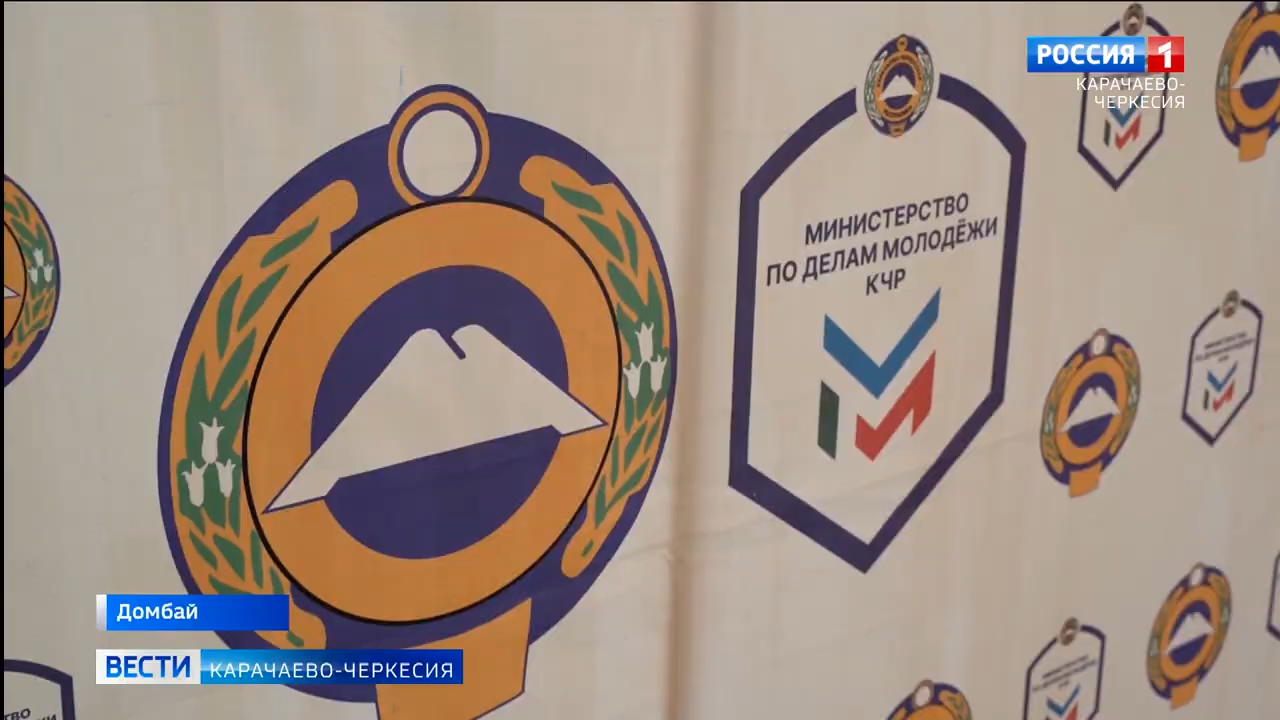 РОССИЯ 1
КАРАЧАЕВО-
ЧЕРКЕСИЯ
МИНИСТЕРСТВО
ПО ДЕЛАМ МОЛОДЁЖИ
КЧР
Домбай
ВЕСТИ КАРАЧАЕВО-ЧЕРКЕСИЯ